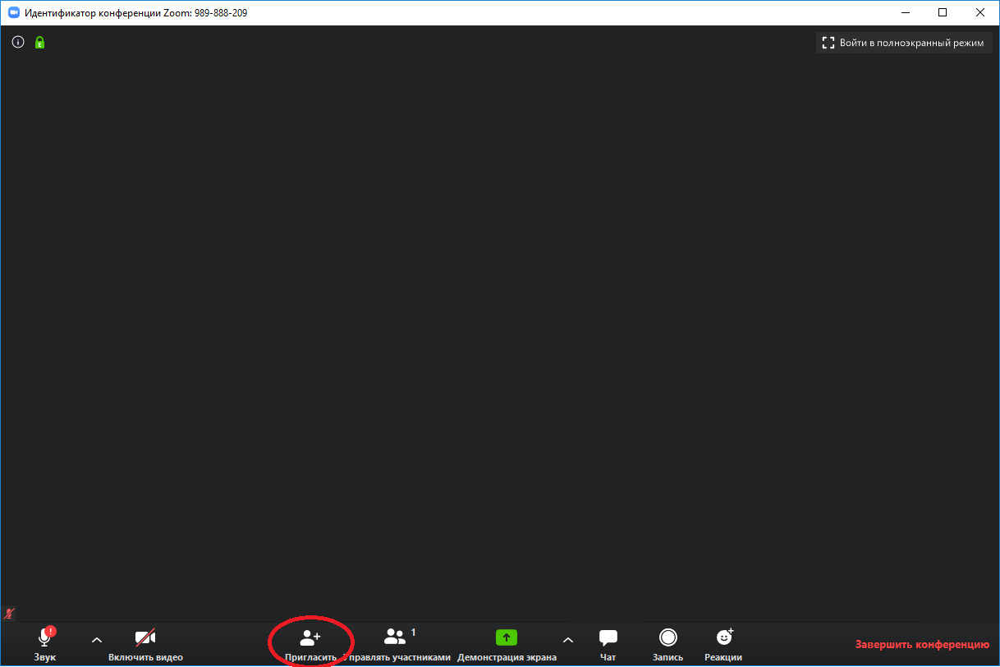 Идентификатор конференции Zoom: 989-888-209
Войти в полноэкранный режим
Звук
Включить видео
Пригласить
правлять участниками
1
Демонстрация экрана
Чат
Запись
Реакции
Завершить конференцию